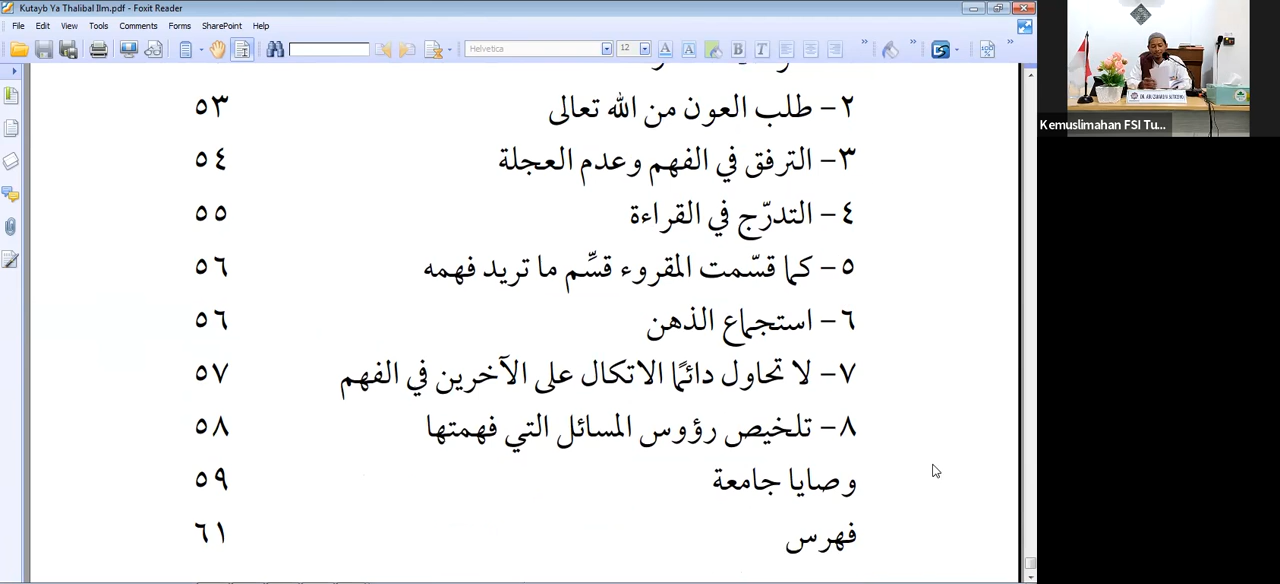 Kutayb Ya Thalibal Ilm.pdf - Foxit Reader
File Edit View Tools Comments Forms SharePoint Help
Helvetica 12
٢- طلب العون من الله تعالى ٥٣
٣- الترفق في الفهم وعدم العجلة ٥٤
٤- التدرّج في القراءة ٥٥
٥- كما قسّمت المقروء قسِّم ما تريد فهمه ٥٦
٦- استجماع الذهن ٥٦
٧- لا تحاول دائمًا الاتكال على الآخرين في الفهم ٥٧
٨- تلخيص رؤوس المسائل التي فهمتها ٥٨
وصايا جامعة ٥٩
فهرس ٦١
Kemuslimahan FSI Tu...